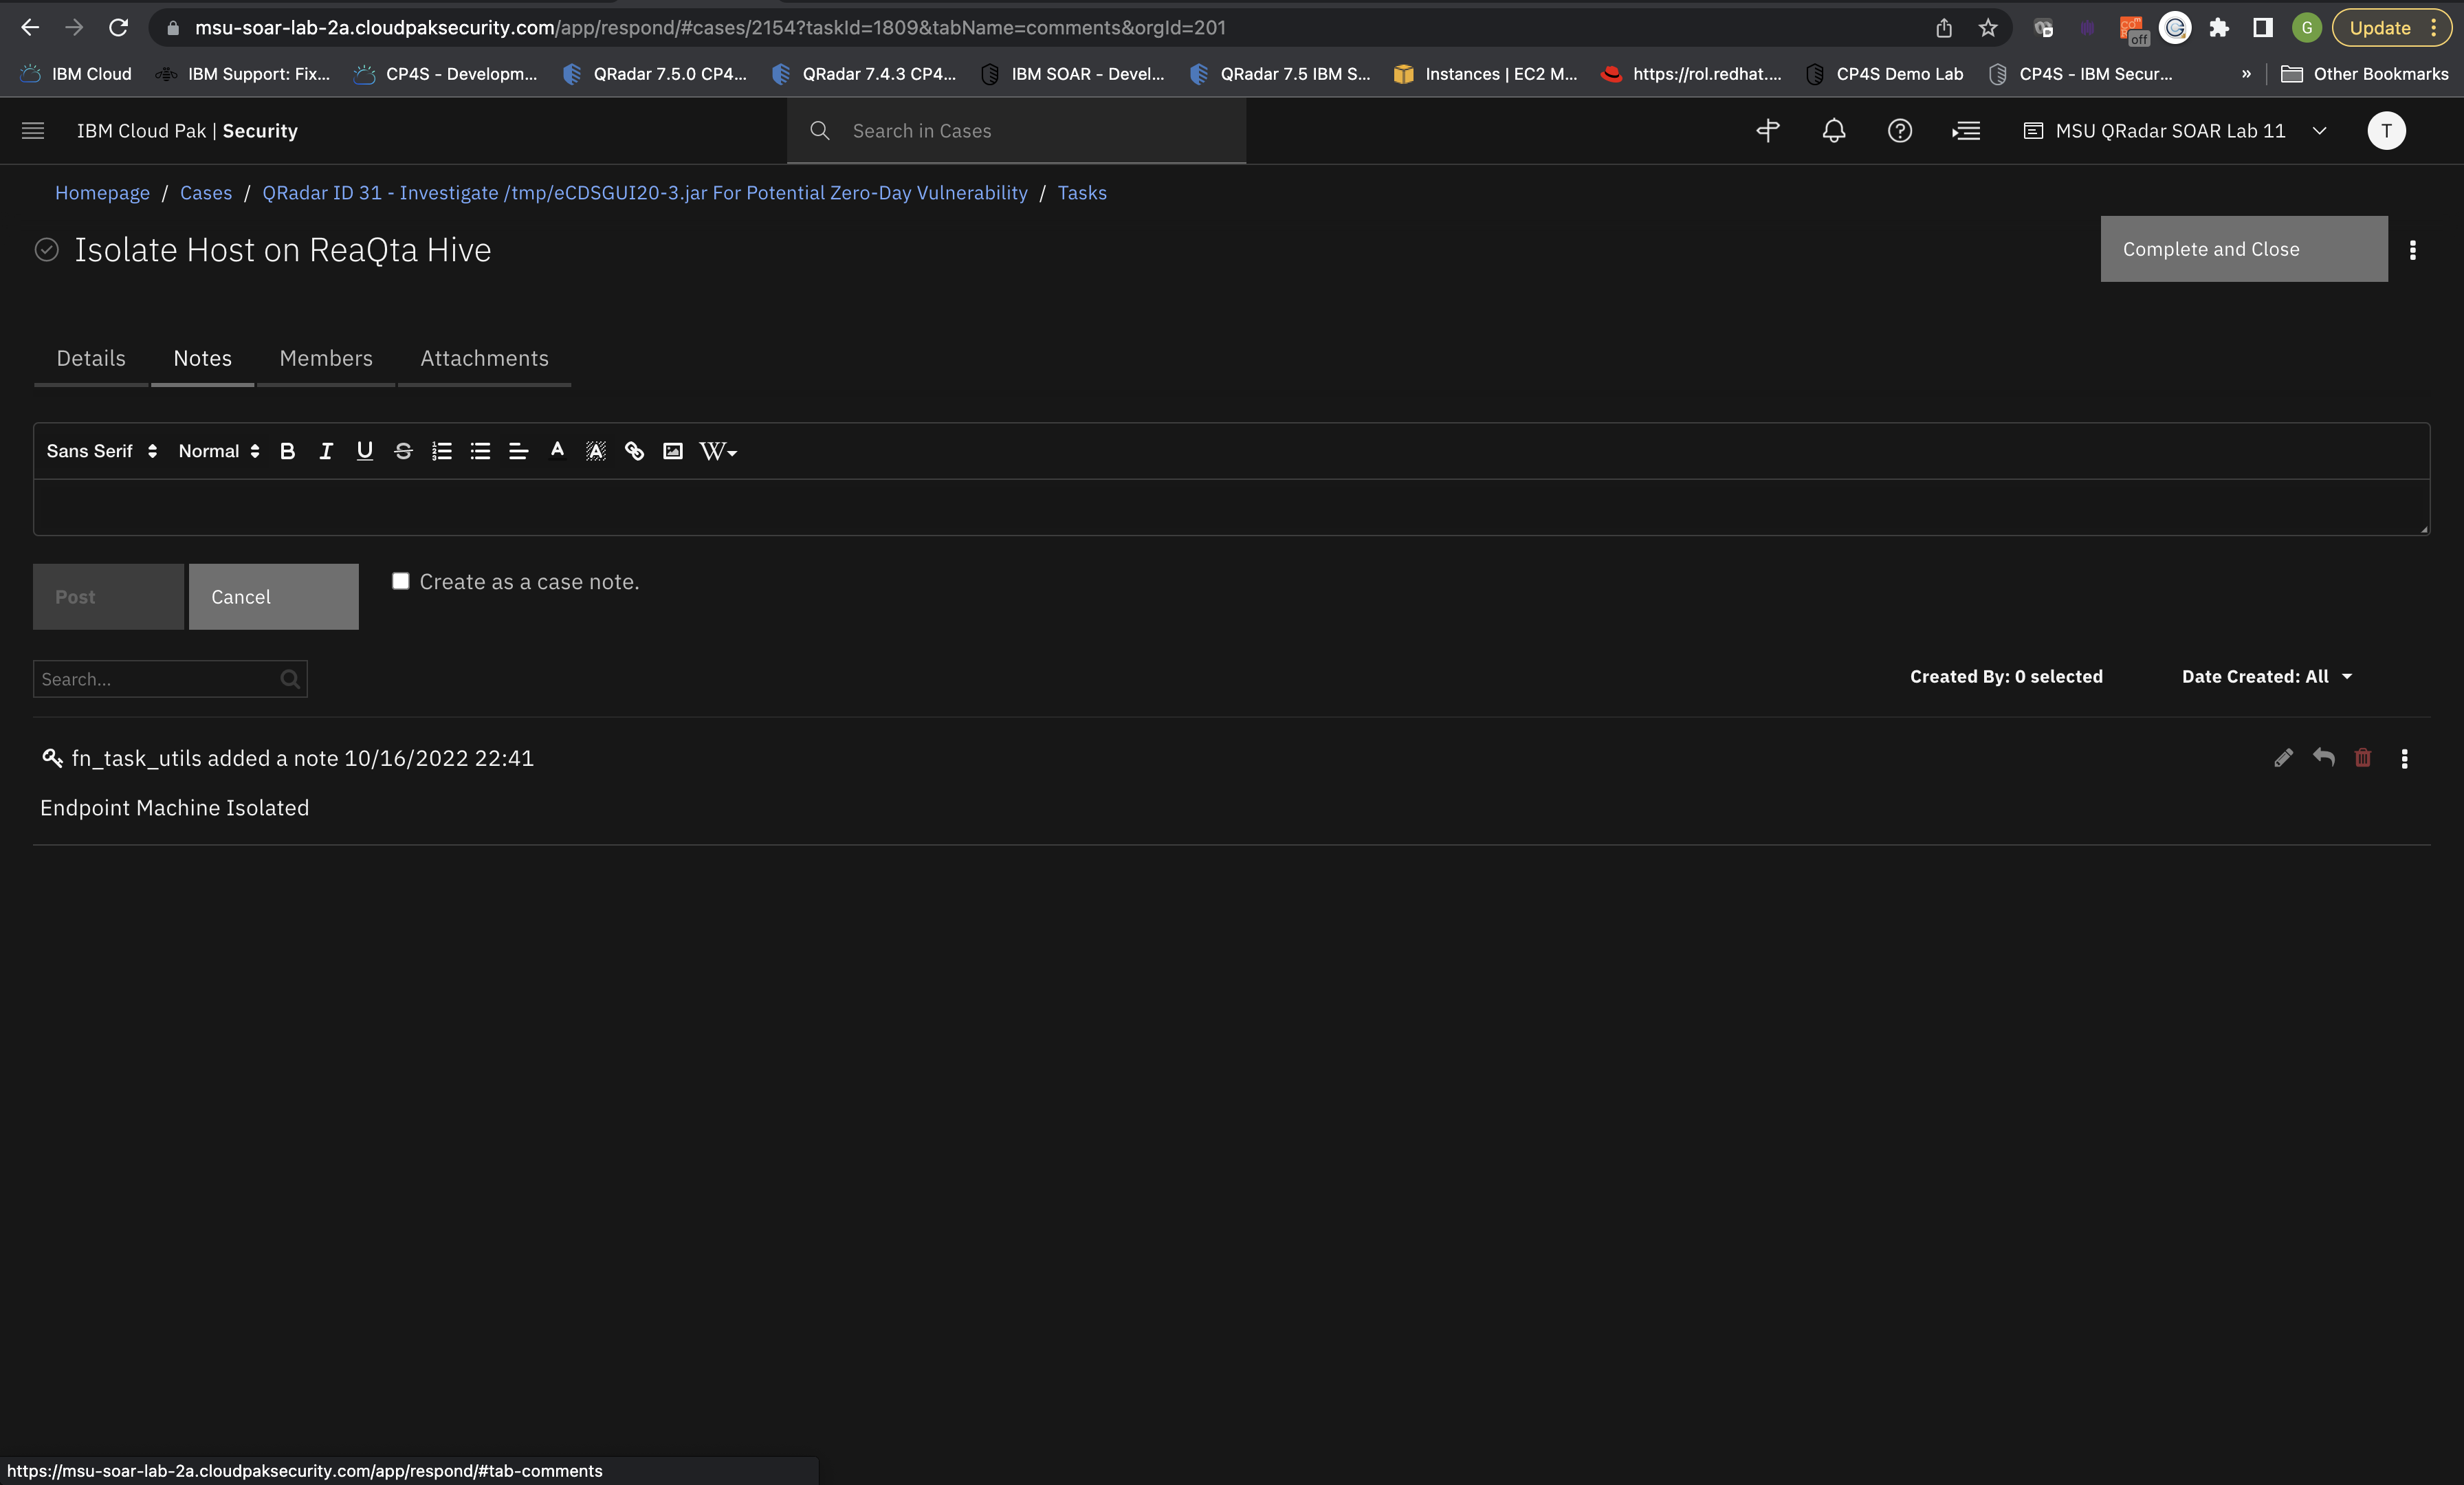 msu-soar-lab-2a.cloudpaksecurity.com/app/respond/#cases/2154?taskId=1809&tabName=comments&orgId=201
off
G
Update
IBM Cloud
IBM Support: Fix...
CP4S - Developm...
QRadar 7.5.0 CP4...
QRadar 7.4.3 CP4...
IBM SOAR - Devel...
QRadar 7.5 IBM S...
Instances | EC2 M...
https://rol.redhat....
CP4S Demo Lab
CP4S - IBM Secur...
»
Other Bookmarks
IBM Cloud Pak | Security
Search in Cases
MSU QRadar SOAR Lab 11
T
Homepage / Cases / QRadar ID 31 - Investigate /tmp/eCDSGUI20-3.jar For Potential Zero-Day Vulnerability / Tasks
Isolate Host on ReaQta Hive
Complete and Close
Details
Notes
Members
Attachments
Sans Serif
Normal
B I U S
A
A
W
Post
Cancel
Create as a case note.
Search...
Created By: 0 selected
Date Created: All
fn_task_utils added a note 10/16/2022 22:41
Endpoint Machine Isolated
https://msu-soar-lab-2a.cloudpaksecurity.com/app/respond/#tab-comments